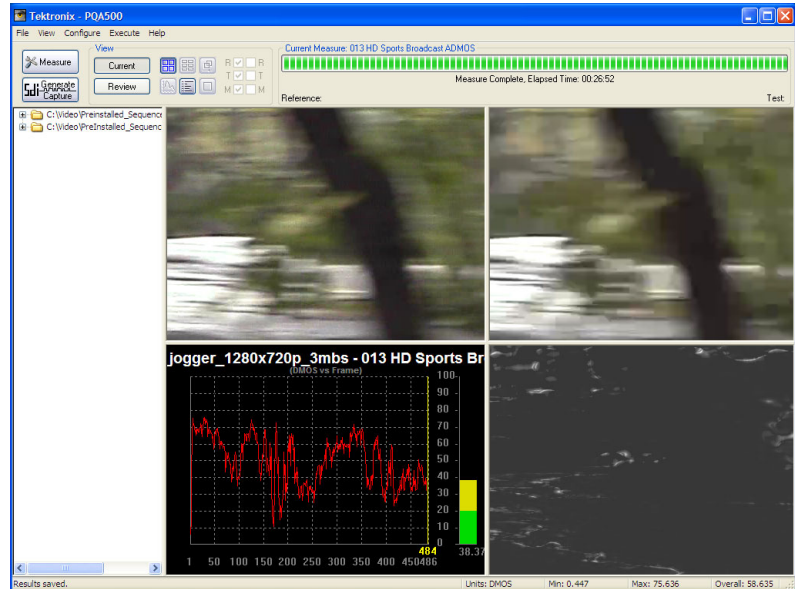 Tektronix - PQA500
File View Configure Execute Help
Measure
View
Current
Review
Sdi Generate Capture
R R
T T
M M
Current Measure: 013 HD Sports Broadcast ADMOS
Measure Complete, Elapsed Time: 00:26:52
Reference:
Test:
C:\Video\Preinstalled_Sequence
C:\Video\PreInstalled_Sequenc
jogger_1280x720p_3mbs - 013 HD Sports Br
(DMOS vs Frame)
100
90
80
70
60
50
40
30
20
10
0
484
38.37
1 50 100 150 200 250 300 350 400 450 486
Results saved.
Units: DMOS
Min: 0.447
Max: 75.636
Overall: 58.635